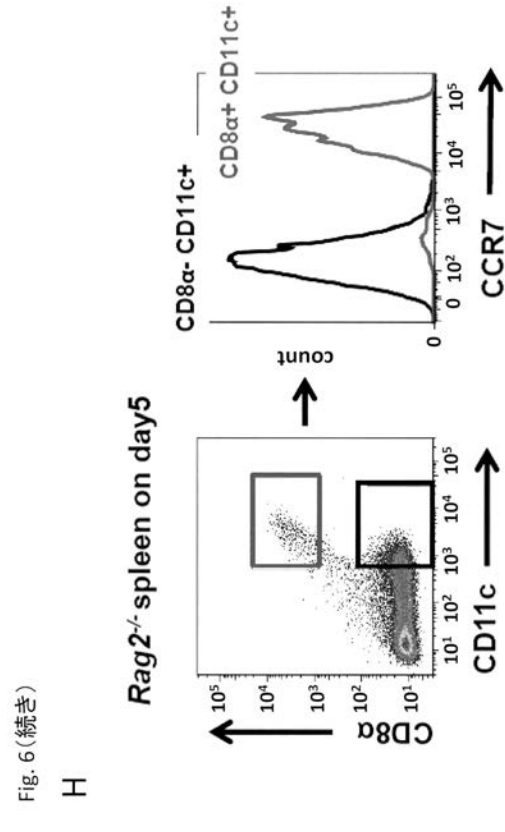 Fig. 6(続き)
H
Rag2-/- spleen on day5
CD8α
10^5
10^4
10^3
10^2
10^1
10^1 10^2 10^3 10^4 10^5
CD11c
CD8α- CD11c+
CD8α+ CD11c+
count
0
0 10^2 10^3 10^4 10^5
CCR7